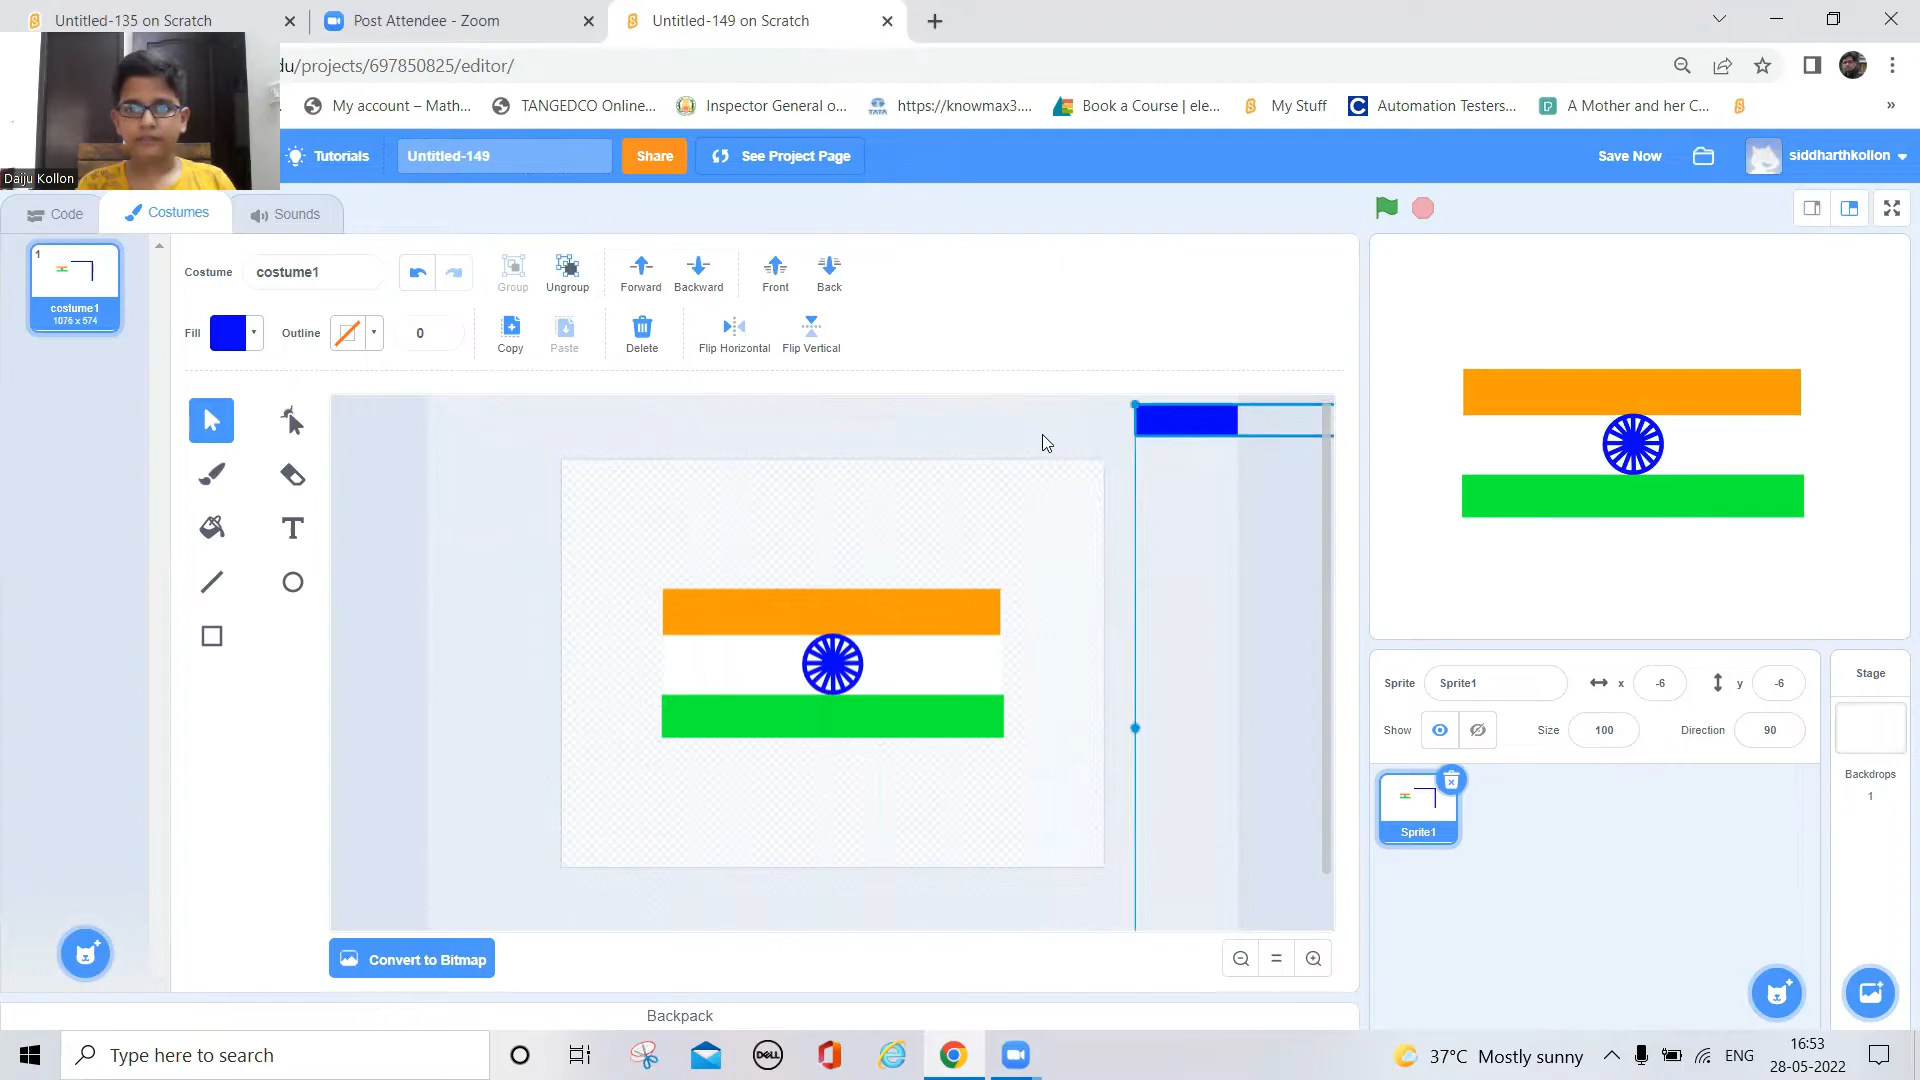 Untitled-135 on Scratch
Post Attendee - Zoom
Untitled-149 on Scratch
du/projects/697850825/editor/
My account – Math...
TANGEDCO Online...
Inspector General o...
https://knowmax3....
Book a Course | ele...
My Stuff
Automation Testers...
A Mother and her C...
Daiju Kollon
Tutorials
Untitled-149
Share
See Project Page
Save Now
siddharthkollon
Code
Costumes
Sounds
1
costume1
1076 x 574
Costume
costume1
Group
Ungroup
Forward
Backward
Front
Back
Fill
Outline
0
Copy
Paste
Delete
Flip Horizontal
Flip Vertical
Convert to Bitmap
Backpack
Sprite
Sprite1
x
-6
y
-6
Show
Size
100
Direction
90
Sprite1
Stage
Backdrops
1
Type here to search
DELL
37°C Mostly sunny
ENG
16:53
28-05-2022